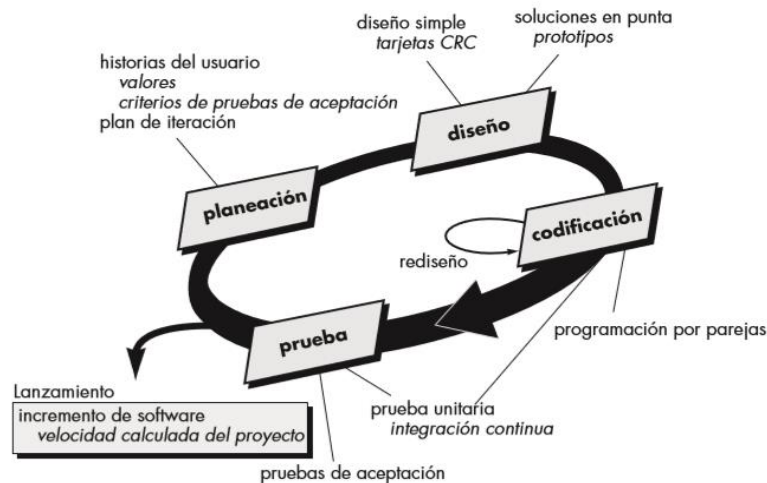 diseño simple
tarjetas CRC
soluciones en punta
prototipos
historias del usuario
valores
criterios de pruebas de aceptación
plan de iteración
diseño
planeación
codificación
rediseño
prueba
programación por parejas
Lanzamiento
incremento de software
velocidad calculada del proyecto
prueba unitaria
integración continua
pruebas de aceptación